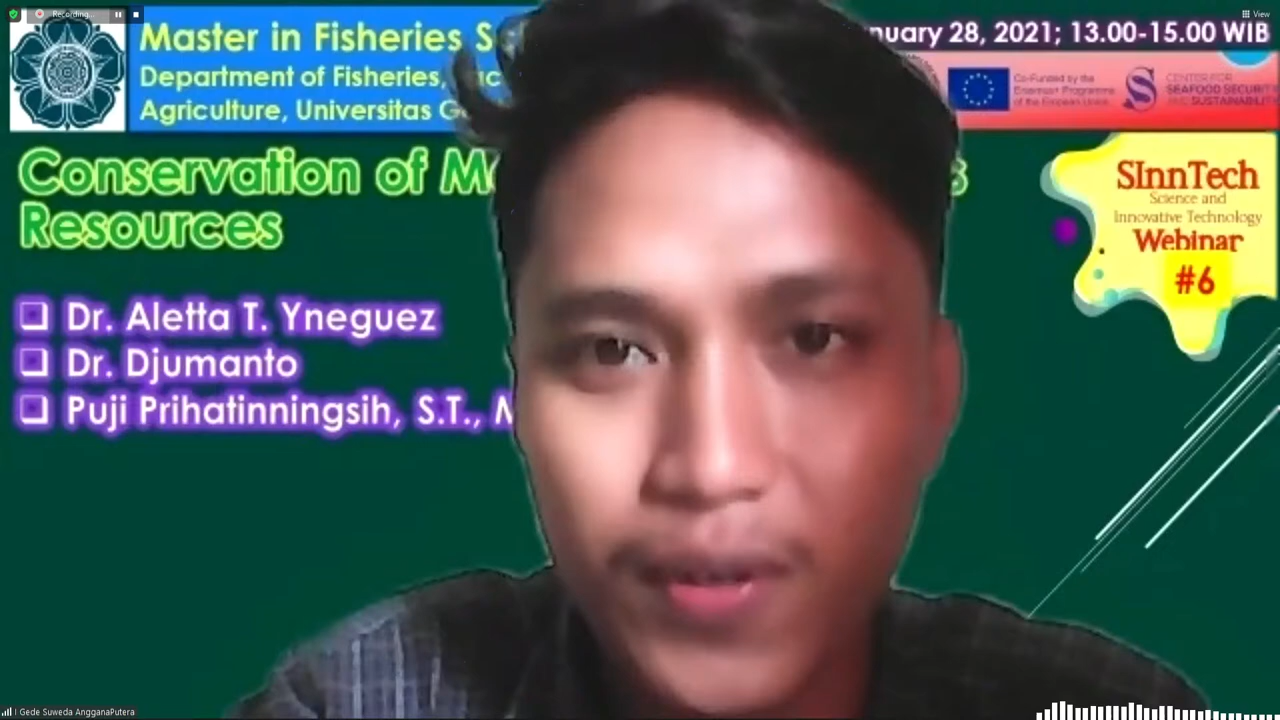 Recording...
View
Master in Fisheries
Department of Fisheries,
Agriculture, Universitas
nuary 28, 2021; 13.00-15.00 WIB
Co-Funded by the
Erasmus+ Programme
of the European Union
CENTER FOR
SEAFOOD SECURIT
AND SUSTAINABILIT
Conservation of
Resources
SInnTech
Science and
Innovative Technology
Webinar
#6
❑ Dr. Aletta T. Yneguez
❑ Dr. Djumanto
❑ Puji Prihatinningsih, S.T.,
I Gede Suweda AngganaPutera